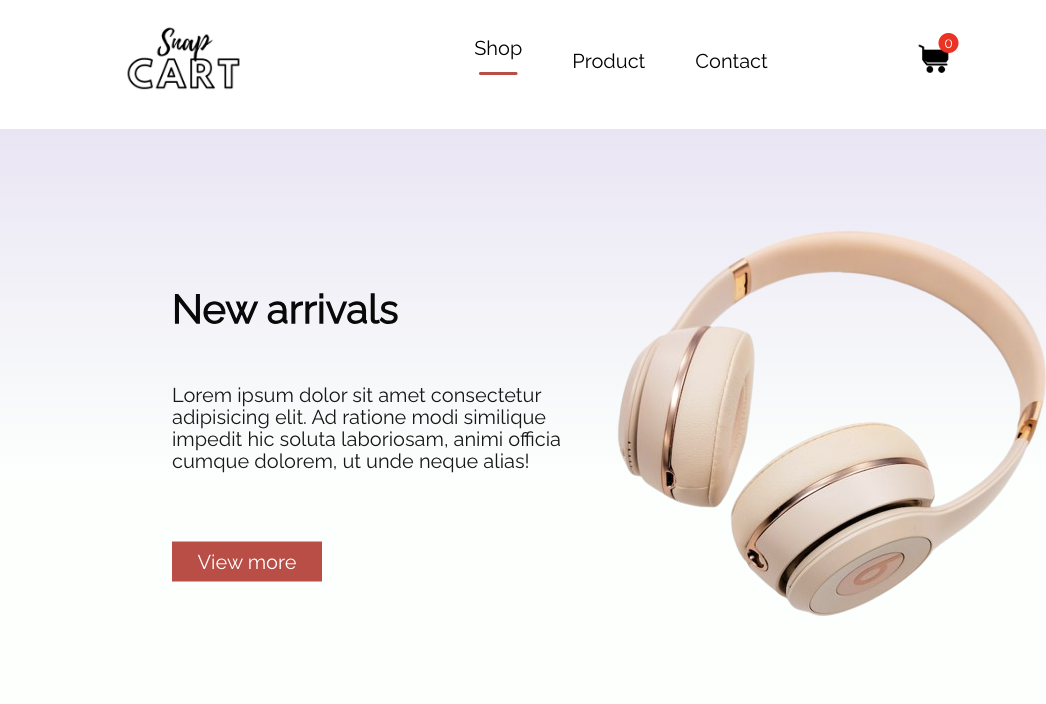 Snap
CART
Shop
Product
Contact
0
New arrivals
Lorem ipsum dolor sit amet consectetur
adipisicing elit. Ad ratione modi similique
impedit hic soluta laboriosam, animi officia
cumque dolorem, ut unde neque alias!
View more